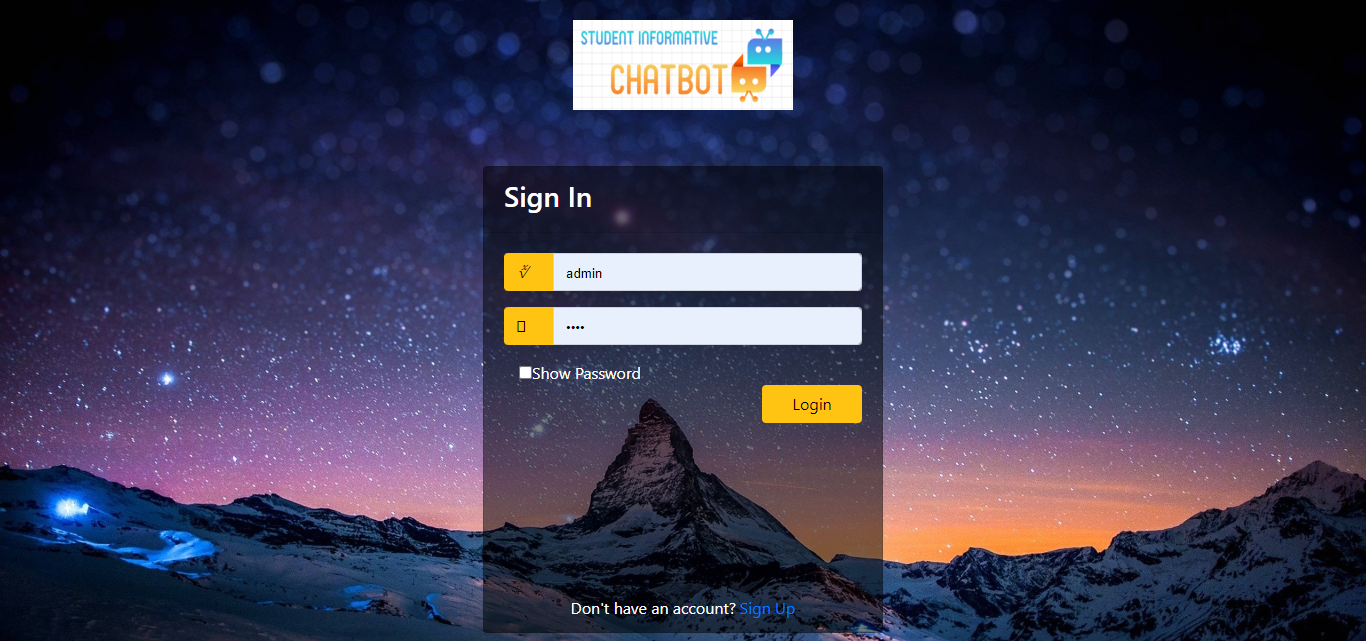 STUDENT INFORMATIVE
CHATBOT
Sign In
admin
••••
Show Password
Login
Don't have an account? Sign Up